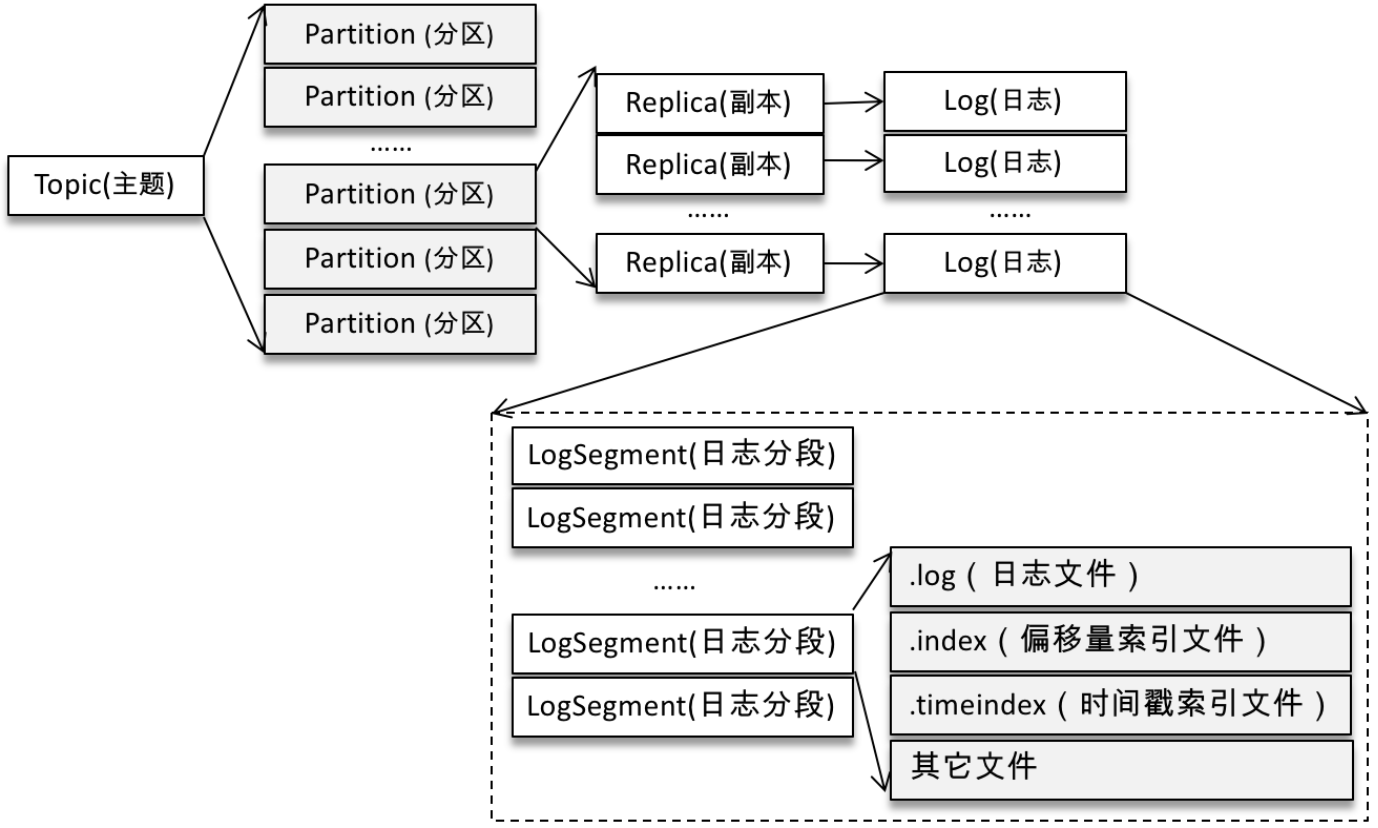 Topic(主题)
Partition (分区)
Partition (分区)
……
Partition (分区)
Partition (分区)
Partition (分区)
Replica(副本)
Replica(副本)
……
Replica(副本)
Log(日志)
Log(日志)
……
Log(日志)
LogSegment(日志分段)
LogSegment(日志分段)
……
LogSegment(日志分段)
LogSegment(日志分段)
.log（日志文件）
.index（偏移量索引文件）
.timeindex（时间戳索引文件）
其它文件